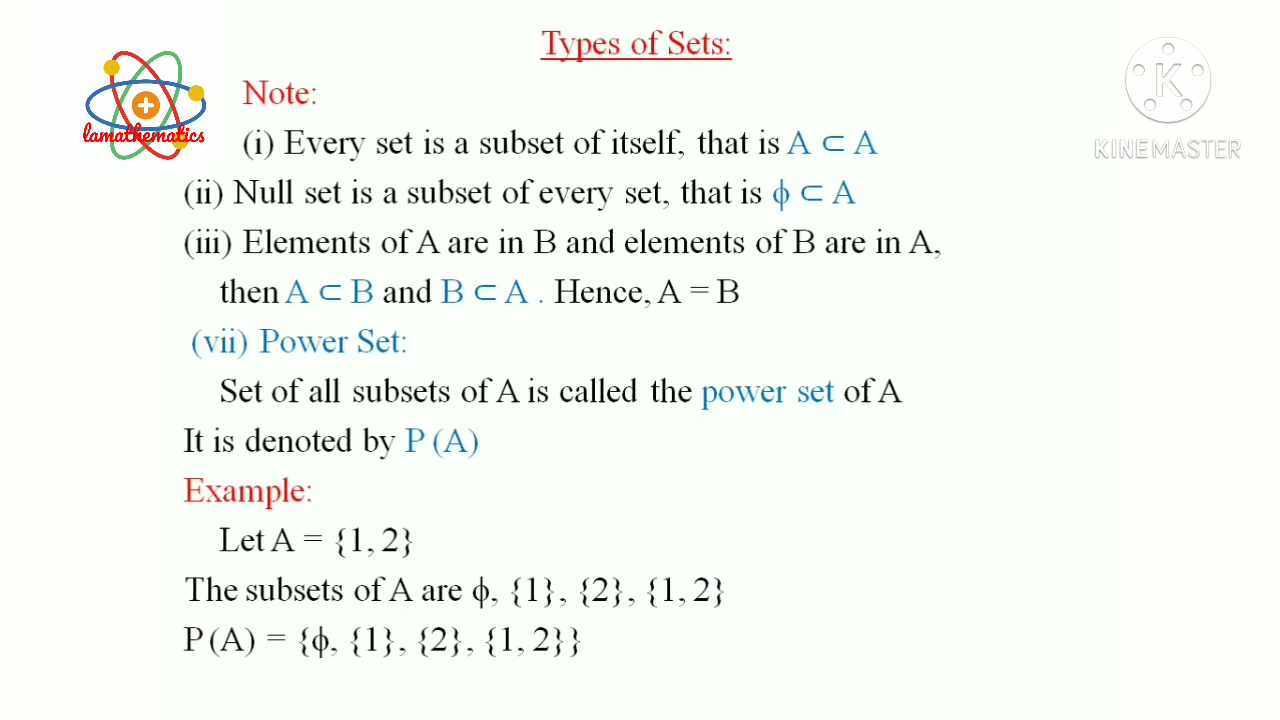 Types of Sets:
Note:
lamathematics
(i) Every set is a subset of itself, that is A ⊂ A
KINEMASTER
(ii) Null set is a subset of every set, that is ϕ ⊂ A
(iii) Elements of A are in B and elements of B are in A,
then A ⊂ B and B ⊂ A . Hence, A = B
(vii) Power Set:
Set of all subsets of A is called the power set of A
It is denoted by P (A)
Example:
Let A = {1, 2}
The subsets of A are ϕ, {1}, {2}, {1, 2}
P (A) = {ϕ, {1}, {2}, {1, 2}}